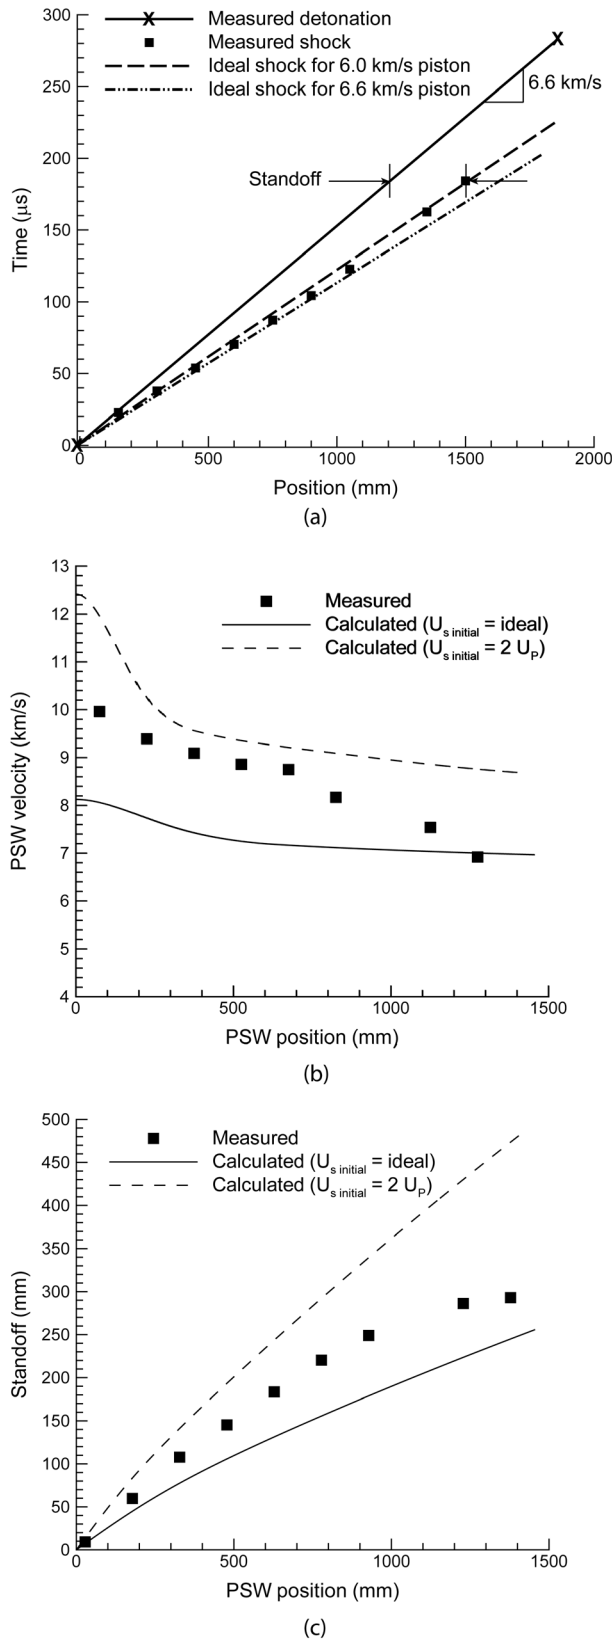 300
250
200
150
100
50
0
Time (μs)
Measured detonation
Measured shock
Ideal shock for 6.0 km/s piston
Ideal shock for 6.6 km/s piston
6.6 km/s
Standoff
0 500 1000 1500 2000
Position (mm)
(a)
13
12
11
10
9
8
7
6
5
4
PSW velocity (km/s)
Measured
Calculated (Us initial = ideal)
Calculated (Us initial = 2 UP)
0 500 1000 1500
PSW position (mm)
(b)
500
450
400
350
300
250
200
150
100
50
0
Standoff (mm)
Measured
Calculated (Us initial = ideal)
Calculated (Us initial = 2 UP)
0 500 1000 1500
PSW position (mm)
(c)